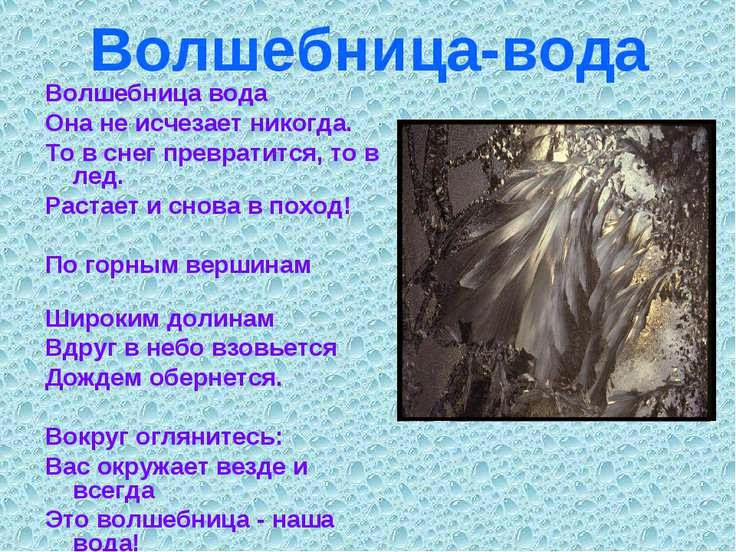 Волшебница-вода
Волшебница вода
Она не исчезает никогда.
То в снег превратится, то в
лед.
Растает и снова в поход!
По горным вершинам
Широким долинам
Вдруг в небо взовьется
Дождем обернется.
Вокруг оглянитесь:
Вас окружает везде и
всегда
Это волшебница - наша
вода!